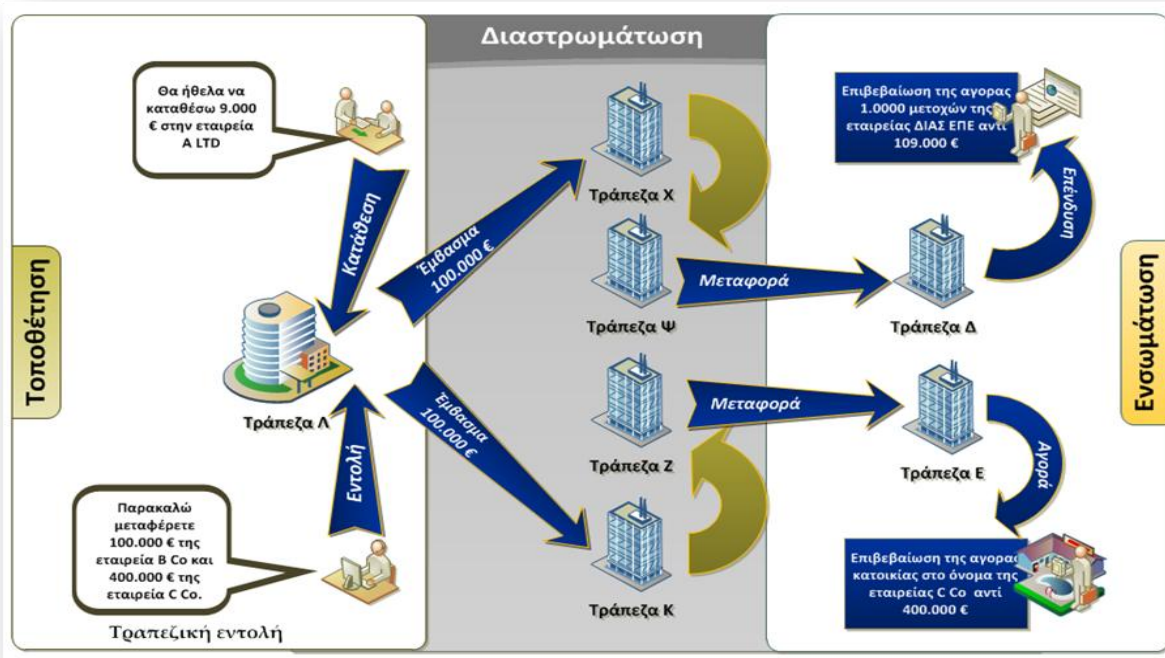 Διαστρωμάτωση
Τοποθέτηση
Θα ήθελα να
καταθέσω 9.000
€ στην εταιρεία
A LTD
Κατάθεση
Τράπεζα Λ
Εντολή
Παρακαλώ
μεταφέρετε
100.000 € της
εταιρεία B Co και
400.000 € της
εταιρεία C Co.
Τραπεζική εντολή
Έμβασμα
100.000 €
Έμβασμα
100.000 €
Τράπεζα Χ
Τράπεζα Ψ
Τράπεζα Ζ
Τράπεζα Κ
Μεταφορά
Μεταφορά
Τράπεζα Δ
Τράπεζα Ε
Επένδυση
Αγορά
Επιβεβαίωση της αγορας
1.0000 μετοχών της
εταιρείας ΔΙΑΣ ΕΠΕ αντι
109.000 €
Επιβεβαίωση της αγορας
κατοικίας στο όνομα της
εταιρείας C Co αντί
400.000 €
Ενσωμάτωση